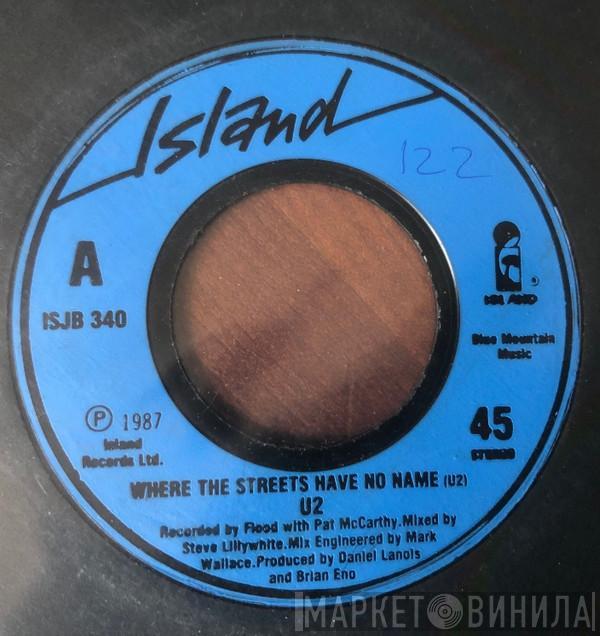 Island
122
A
ISJB 340
ISLAND
Blue Mountain
Music
℗ 1987
Island
Records Ltd.
45
STEREO
WHERE THE STREETS HAVE NO NAME (U2)
U2
Recorded by Flood with Pat McCarthy.Mixed by
Steve Lillywhite.Mix Engineered by Mark
Wallace.Produced by Daniel Lanois
and Brian Eno
МАРКЕТ ВИНИЛА